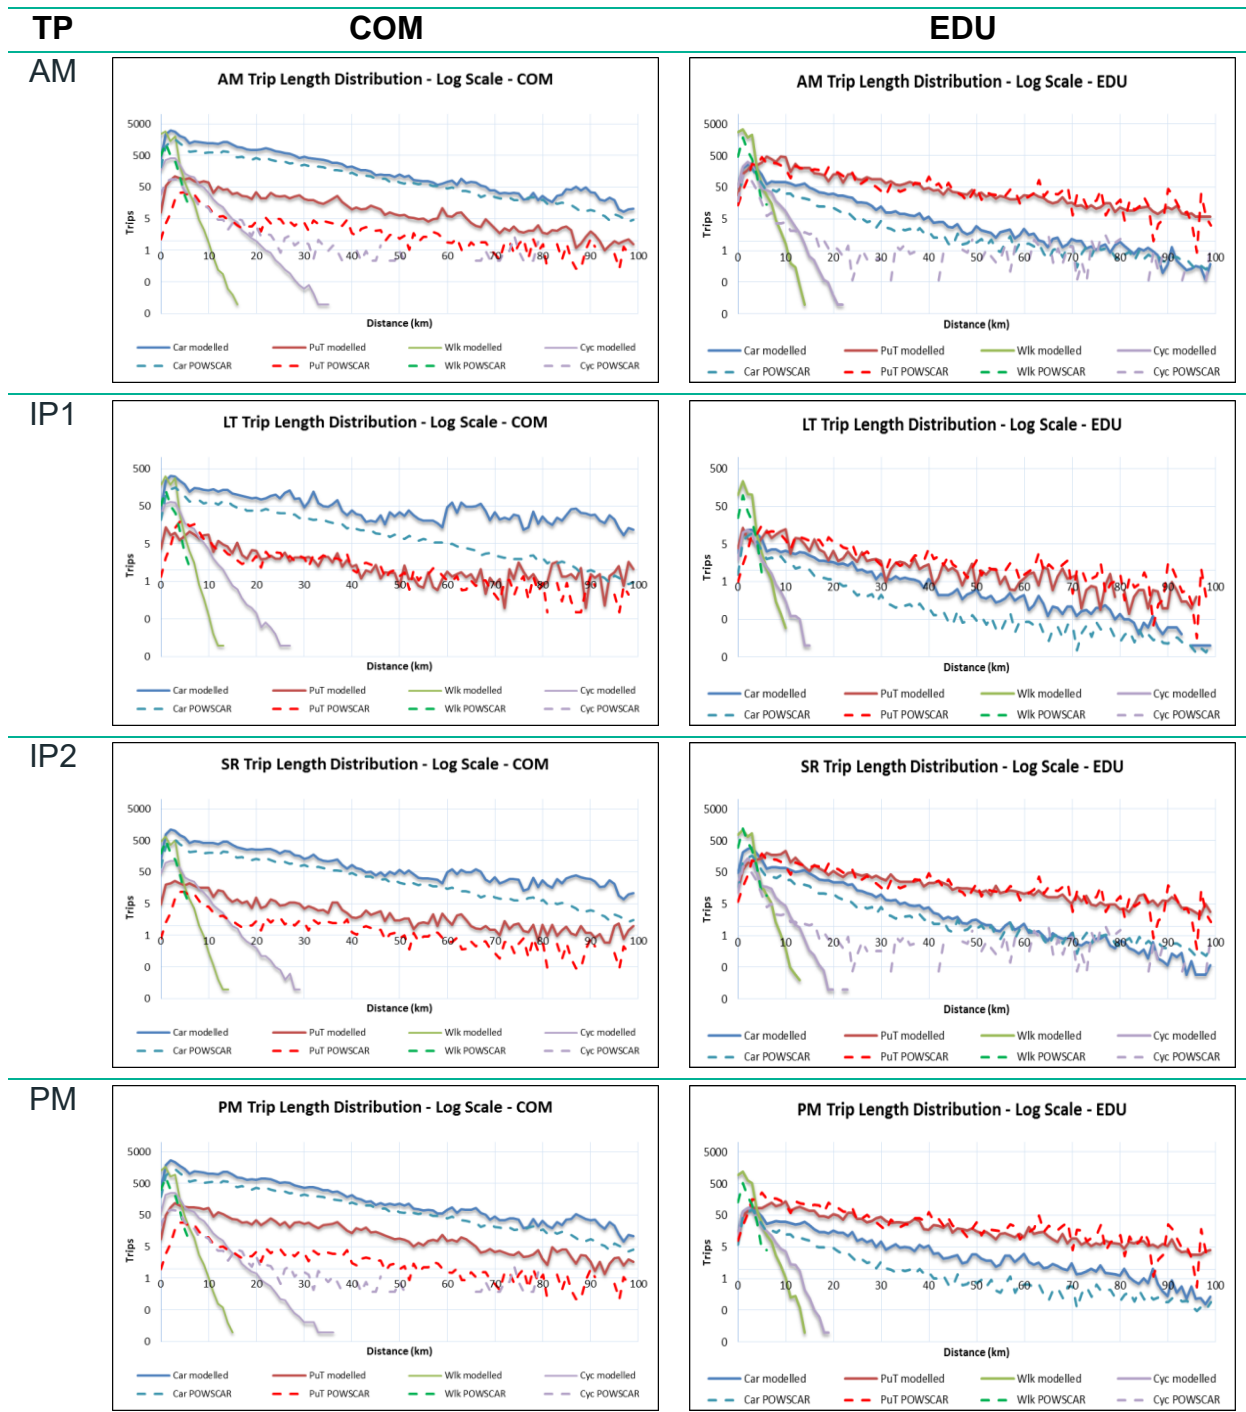 TP COM EDU
AM
AM Trip Length Distribution - Log Scale - COM
5000
500
50
5
1
0
0
Trips
0 10 20 30 40 50 60 70 80 90 100
Distance (km)
Car modelled PuT modelled Wlk modelled Cyc modelled
Car POWSCAR PuT POWSCAR Wlk POWSCAR Cyc POWSCAR
AM Trip Length Distribution - Log Scale - EDU
5000
500
50
5
1
0
0
Trips
0 10 20 30 40 50 60 70 80 90 100
Distance (km)
Car modelled PuT modelled Wlk modelled Cyc modelled
Car POWSCAR PuT POWSCAR Wlk POWSCAR Cyc POWSCAR
IP1
LT Trip Length Distribution - Log Scale - COM
500
50
5
1
0
0
Trips
0 10 20 30 40 50 60 70 80 90 100
Distance (km)
Car modelled PuT modelled Wlk modelled Cyc modelled
Car POWSCAR PuT POWSCAR Wlk POWSCAR Cyc POWSCAR
LT Trip Length Distribution - Log Scale - EDU
500
50
5
1
0
0
Trips
0 10 20 30 40 50 60 70 80 90 100
Distance (km)
Car modelled PuT modelled Wlk modelled Cyc modelled
Car POWSCAR PuT POWSCAR Wlk POWSCAR Cyc POWSCAR
IP2
SR Trip Length Distribution - Log Scale - COM
5000
500
50
5
1
0
0
Trips
0 10 20 30 40 50 60 70 80 90 100
Distance (km)
Car modelled PuT modelled Wlk modelled Cyc modelled
Car POWSCAR PuT POWSCAR Wlk POWSCAR Cyc POWSCAR
SR Trip Length Distribution - Log Scale - EDU
5000
500
50
5
1
0
0
Trips
0 10 20 30 40 50 60 70 80 90 100
Distance (km)
Car modelled PuT modelled Wlk modelled Cyc modelled
Car POWSCAR PuT POWSCAR Wlk POWSCAR Cyc POWSCAR
PM
PM Trip Length Distribution - Log Scale - COM
5000
500
50
5
1
0
0
Trips
0 10 20 30 40 50 60 70 80 90 100
Distance (km)
Car modelled PuT modelled Wlk modelled Cyc modelled
Car POWSCAR PuT POWSCAR Wlk POWSCAR Cyc POWSCAR
PM Trip Length Distribution - Log Scale - EDU
5000
500
50
5
1
0
0
Trips
0 10 20 30 40 50 60 70 80 90 100
Distance (km)
Car modelled PuT modelled Wlk modelled Cyc modelled
Car POWSCAR PuT POWSCAR Wlk POWSCAR Cyc POWSCAR